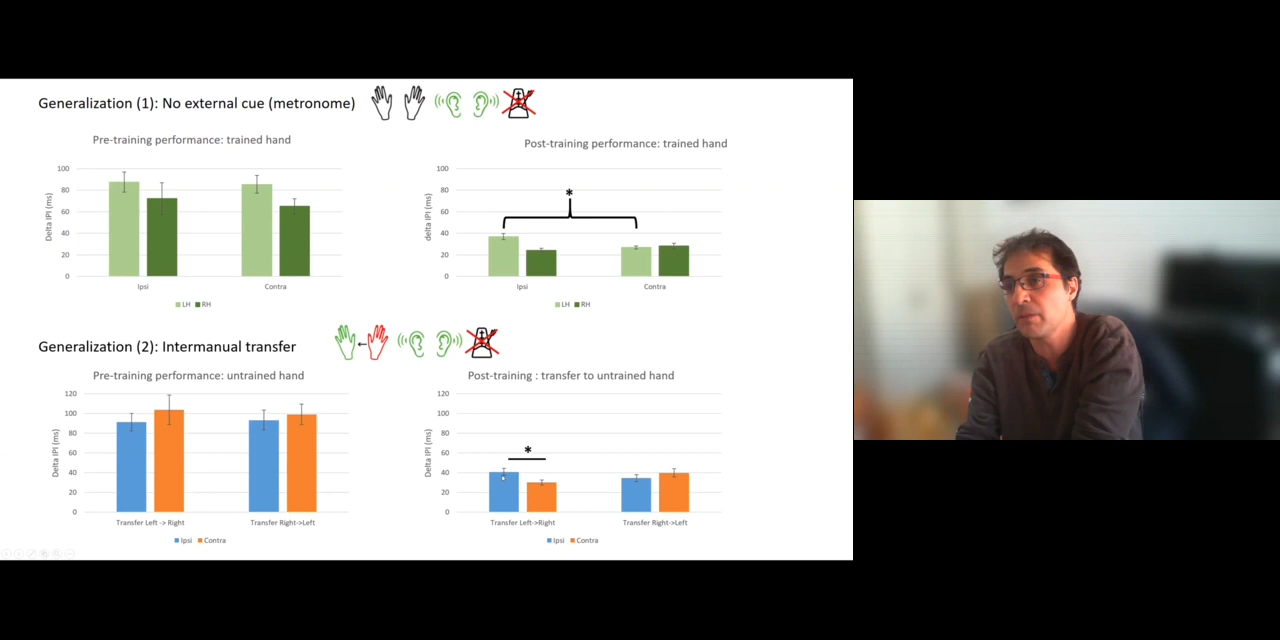 Generalization (1): No external cue (metronome)
Pre-training performance: trained hand
Delta IPI (ms)
100
80
60
40
20
0
Ipsi
Contra
LH
RH
Post-training performance: trained hand
delta IPI (ms)
100
80
60
40
20
0
*
Ipsi
Contra
LH
RH
Generalization (2): Intermanual transfer
Pre-training performance: untrained hand
Delta IPI (ms)
120
100
80
60
40
20
0
Transfer Left -> Right
Transfer Right->Left
Ipsi
Contra
Post-training : transfer to untrained hand
Delta IPI (ms)
120
100
80
60
40
20
0
*
Transfer Left->Right
Transfer Right->Left
Ipsi
Contra